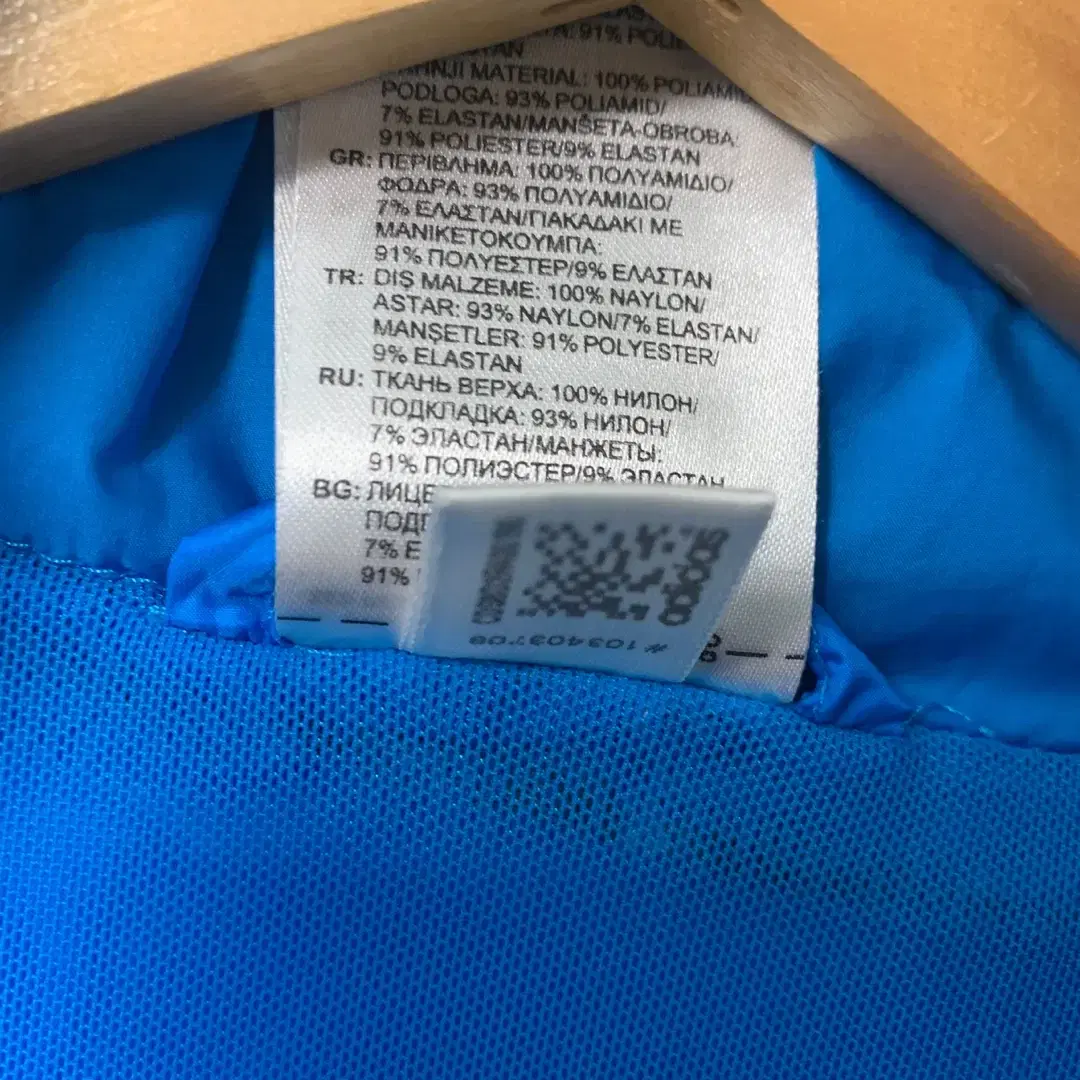 91% POLIE
UNJI MATERIAL: 100% POLIAMID/
PODLOGA: 93% POLIAMID/
7% ELASTAN/MANŠETA-OBROBA:
91% POLIESTER/9% ELASTAN
GR: ΠΕΡΙΒΛΗΜΑ: 100% ΠΟΛΥΑΜΙΔΙΟ/
ΦΟΔΡΑ: 93% ΠΟΛΥΑΜΙΔΙΟ/
7% ΕΛΑΣΤΑΝ/ΠΑΚΑΔΑΚΙ ΜΕ
ΜΑΝΙΚΕΤΟΚΟΥΜΠΑ:
91% ΠΟΛΥΕΣΤΕΡ/9% ΕΛΑΣΤΑΝ
TR: DIŞ MALZEME: 100% NAYLON/
ASTAR: 93% NAYLON/7% ELASTAN/
MANŞETLER: 91% POLYESTER/
9% ELASTAN
RU: ТКАНЬ ВЕРХА: 100% НИЛОН/
ПОДКЛАДКА: 93% НИЛОН/
7% ЭЛАСТАН/МАНЖЕТЫ:
91% ПОЛИЭСТЕР/9% ЭЛАСТАН
BG: ЛИЦЕ
ПОДП
7% Е
91%
#103403708